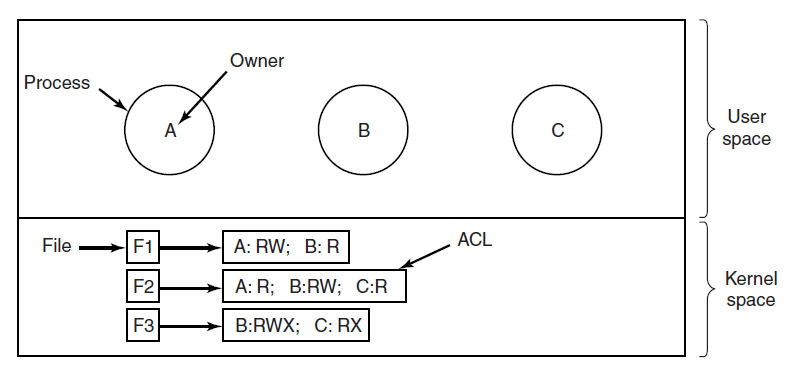 Owner
Process
A
B
C
User
space
File
F1
A: RW; B: R
ACL
F2
A: R; B:RW; C:R
F3
B:RWX; C: RX
Kernel
space